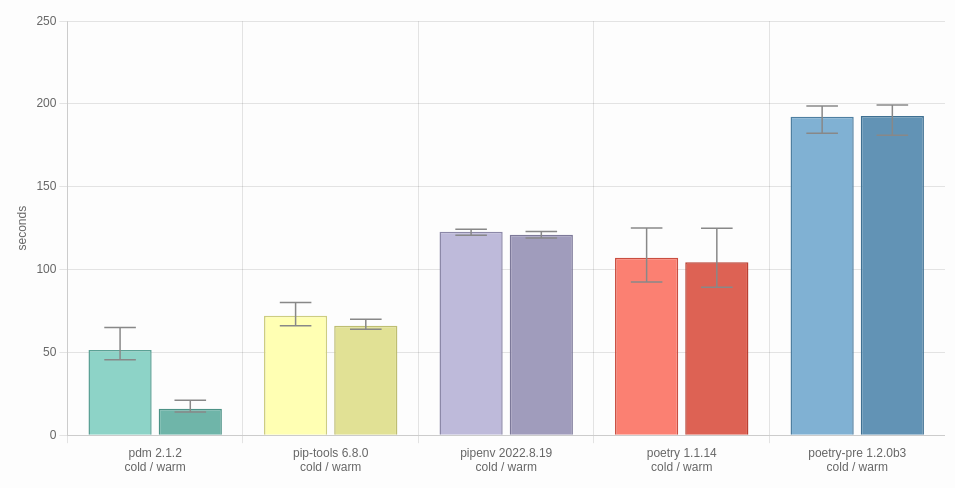 250
200
150
100
50
0
seconds
pdm 2.1.2
cold / warm
pip-tools 6.8.0
cold / warm
pipenv 2022.8.19
cold / warm
poetry 1.1.14
cold / warm
poetry-pre 1.2.0b3
cold / warm